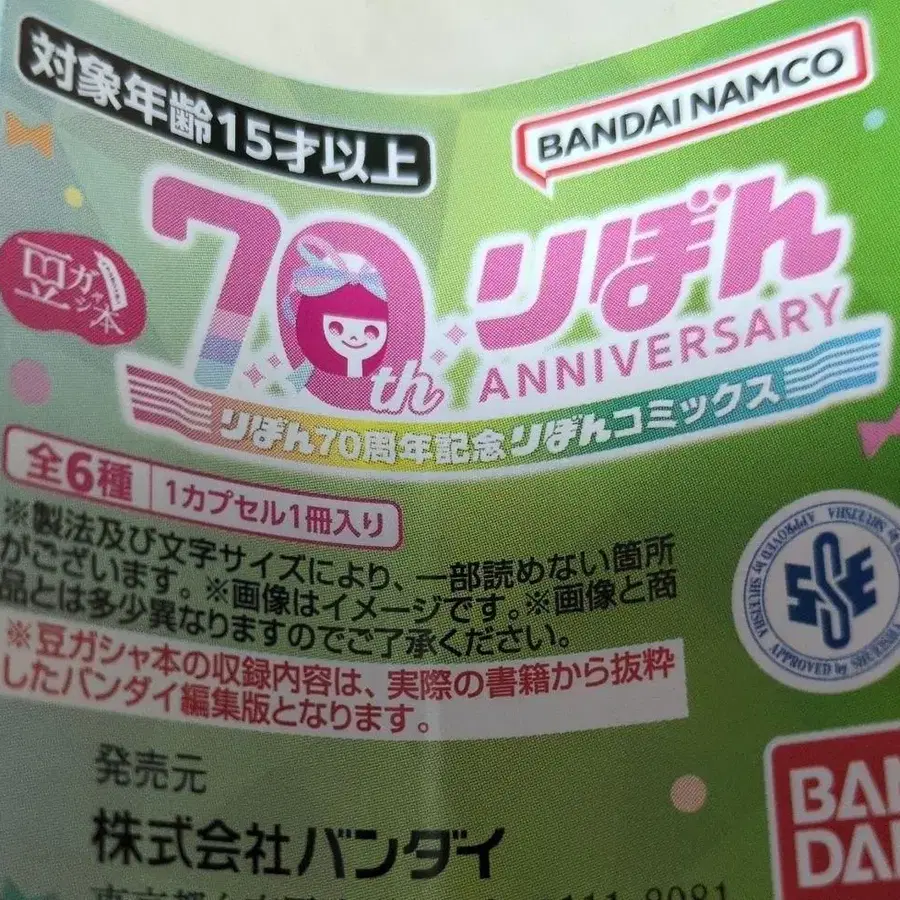 対象年齢15才以上
BANDAI NAMCO
豆ガシャ本
70th りぼん
ANNIVERSARY
りぼん70周年記念りぼんコミックス
全6種 1カプセル1冊入り
※製法及び文字サイズにより、一部読めない箇所
がございます。※画像はイメージです。※画像と商
品とは多少異なりますのでご了承ください。
※豆ガシャ本の収録内容は、実際の書籍から抜粋
したバンダイ編集版となります。
APPROVED by SHUEISHA
発売元
株式会社バンダイ
BAN
DAI